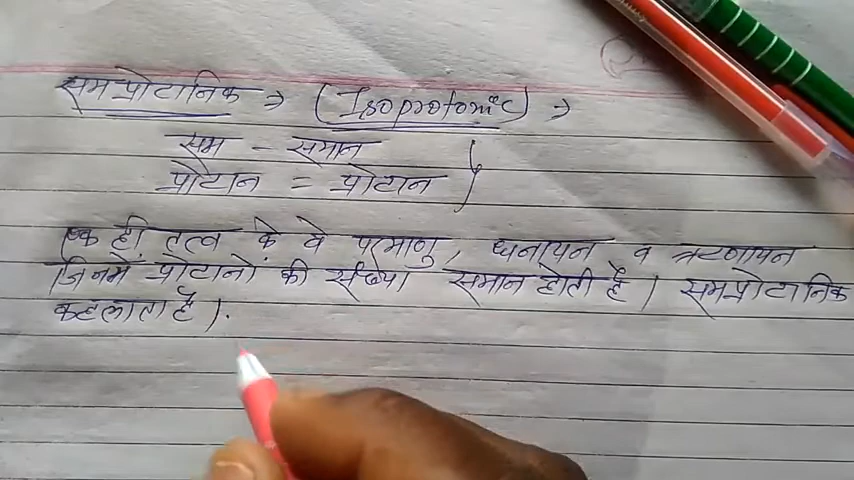 समप्रोटानिक → (Isoprotonic) →
सम - समान
प्रोटान = प्रोटान
एक ही तत्व के वे परमाणु, धनायन व ऋणायन
जिनमें प्रोटानों की संख्या समान होती है। समप्रोटानिक
कहलाता है।